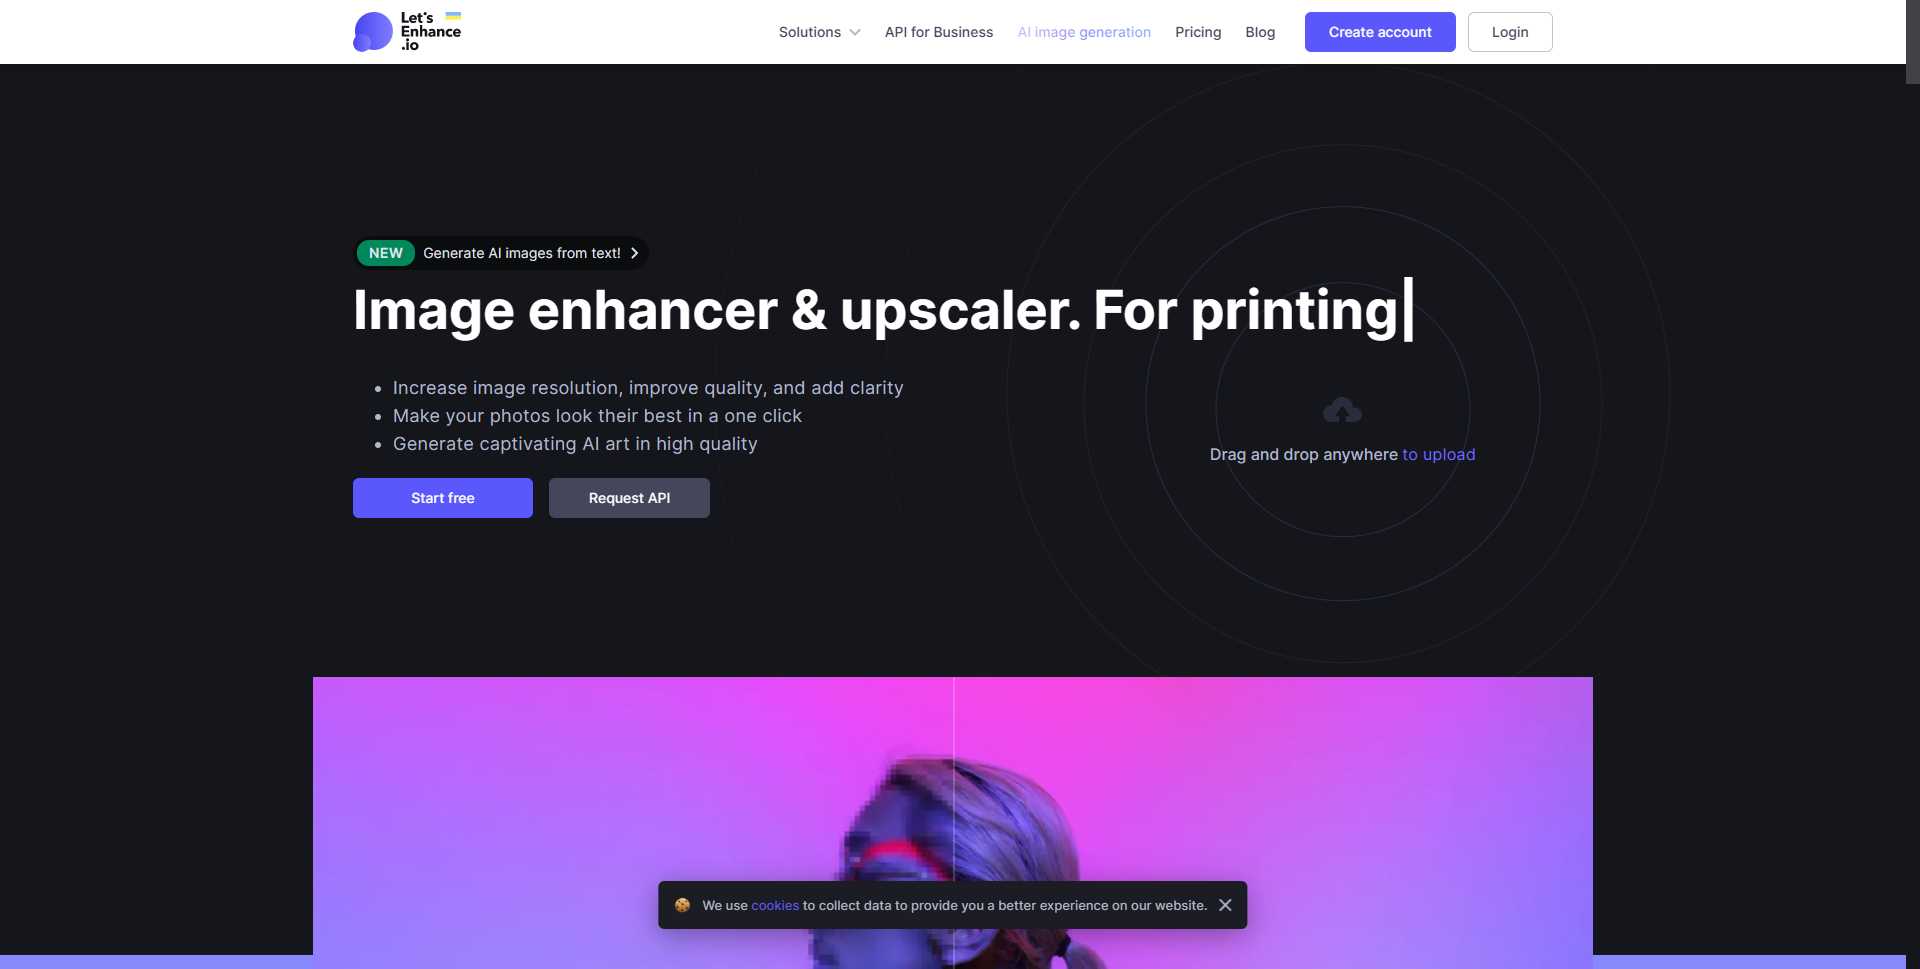 Let's
Enhance
.io
Solutions
API for Business
AI image generation
Pricing
Blog
Create account
Login
NEW
Generate AI images from text!
Image enhancer & upscaler. For printing
Increase image resolution, improve quality, and add clarity
Make your photos look their best in a one click
Generate captivating AI art in high quality
Start free
Request API
Drag and drop anywhere to upload
We use cookies to collect data to provide you a better experience on our website.